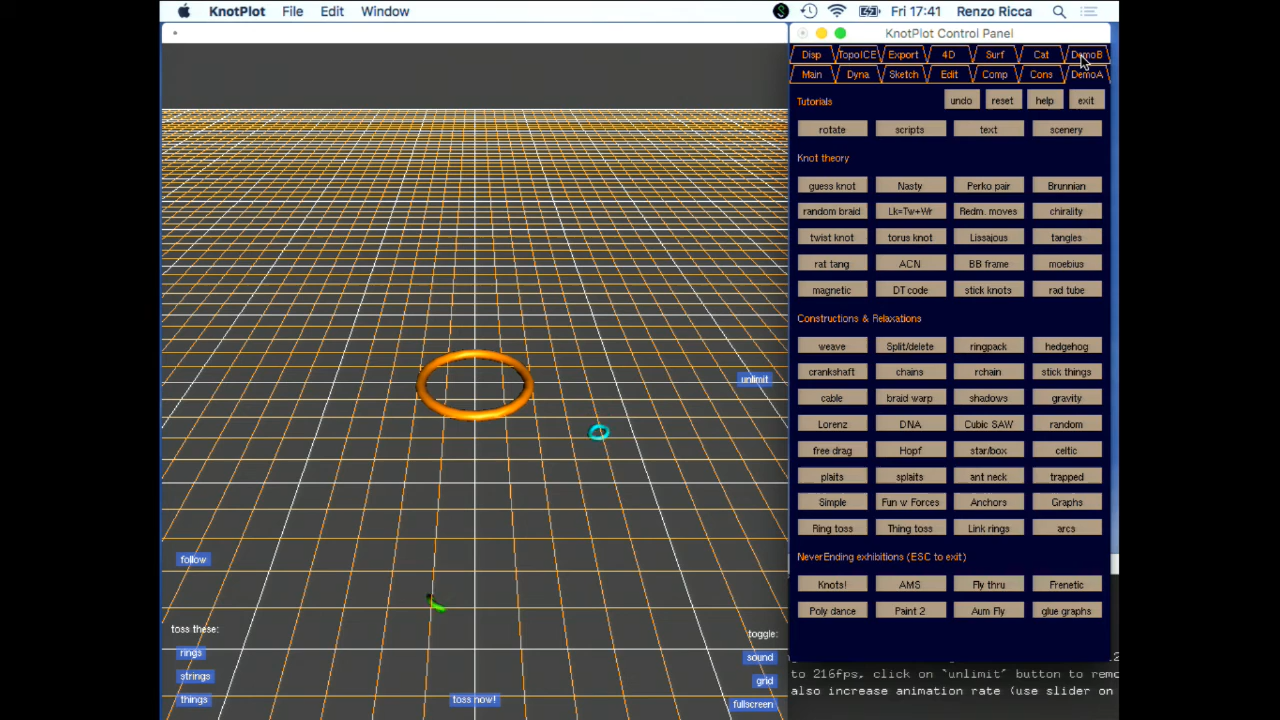 KnotPlot File Edit Window Fri 17:41 Renzo Ricca
KnotPlot Control Panel
Disp TopoICE Export 4D Surf Cat DemoB
Main Dyna Sketch Edit Comp Cons DemoA
Tutorials undo reset help exit
rotate scripts text scenery
Knot theory
guess knot Nasty Perko pair Brunnian
random braid Lk=Tw+Wr Redm. moves chirality
twist knot torus knot Lissajous tangles
rat tang ACN BB frame moebius
magnetic DT code stick knots rad tube
Constructions & Relaxations
weave Split/delete ringpack hedgehog
crankshaft chains rchain stick things
cable braid warp shadows gravity
Lorenz DNA Cubic SAW random
free drag Hopf star/box celtic
plaits splaits ant neck trapped
Simple Fun w Forces Anchors Graphs
Ring toss Thing toss Link rings arcs
NeverEnding exhibitions (ESC to exit)
Knots! AMS Fly thru Frenetic
Poly dance Paint 2 Aum Fly glue graphs
unlimit
follow
toss these:
rings
strings
things
toss now!
toggle:
sound
grid
fullscreen
to 216fps, click on `unlimit" button to remo
also increase animation rate (use slider on